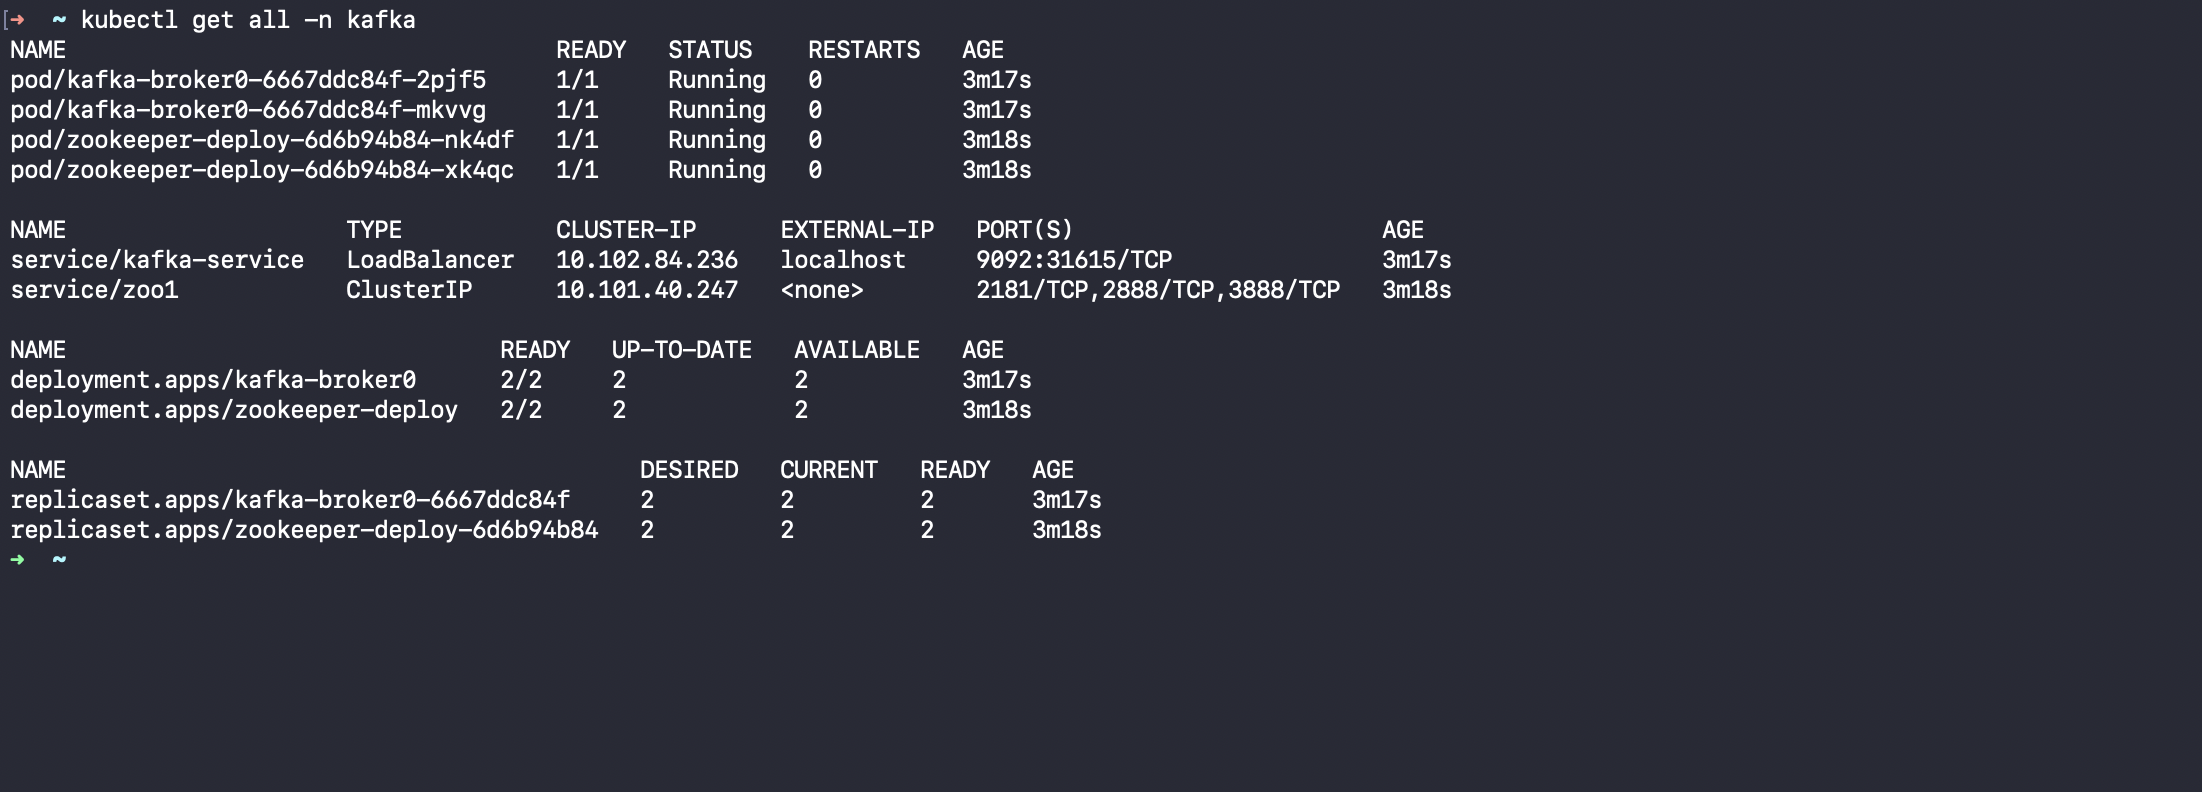 [➜  ~ kubectl get all -n kafka
NAME                                   READY   STATUS    RESTARTS   AGE
pod/kafka-broker0-6667ddc84f-2pjf5     1/1     Running   0          3m17s
pod/kafka-broker0-6667ddc84f-mkvvg     1/1     Running   0          3m17s
pod/zookeeper-deploy-6d6b94b84-nk4df   1/1     Running   0          3m18s
pod/zookeeper-deploy-6d6b94b84-xk4qc   1/1     Running   0          3m18s

NAME                    TYPE           CLUSTER-IP      EXTERNAL-IP   PORT(S)                      AGE
service/kafka-service   LoadBalancer   10.102.84.236   localhost     9092:31615/TCP               3m17s
service/zoo1            ClusterIP      10.101.40.247   <none>        2181/TCP,2888/TCP,3888/TCP   3m18s

NAME                               READY   UP-TO-DATE   AVAILABLE   AGE
deployment.apps/kafka-broker0      2/2     2            2           3m17s
deployment.apps/zookeeper-deploy   2/2     2            2           3m18s

NAME                                         DESIRED   CURRENT   READY   AGE
replicaset.apps/kafka-broker0-6667ddc84f     2         2         2       3m17s
replicaset.apps/zookeeper-deploy-6d6b94b84   2         2         2       3m18s
➜  ~